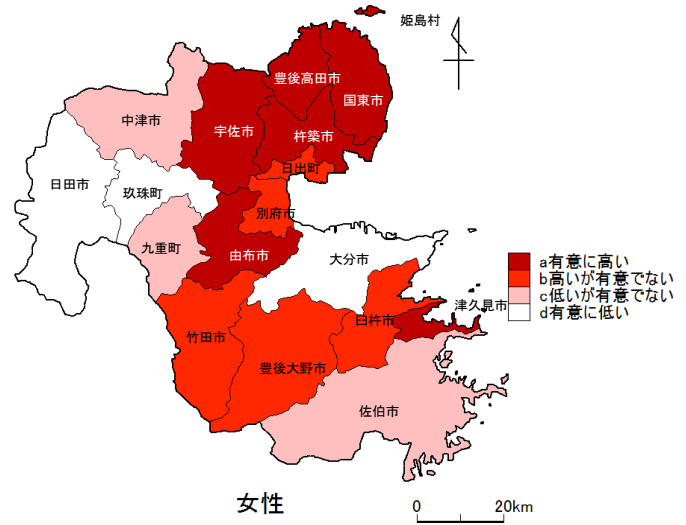 姫島村
豊後高田市
国東市
中津市
宇佐市
杵築市
日出町
日田市
玖珠町
別府市
九重町
由布市
大分市
a有意に高い
b高いが有意でない
c低いが有意でない
d有意に低い
津久見市
臼杵市
竹田市
豊後大野市
佐伯市
女性
0 20km